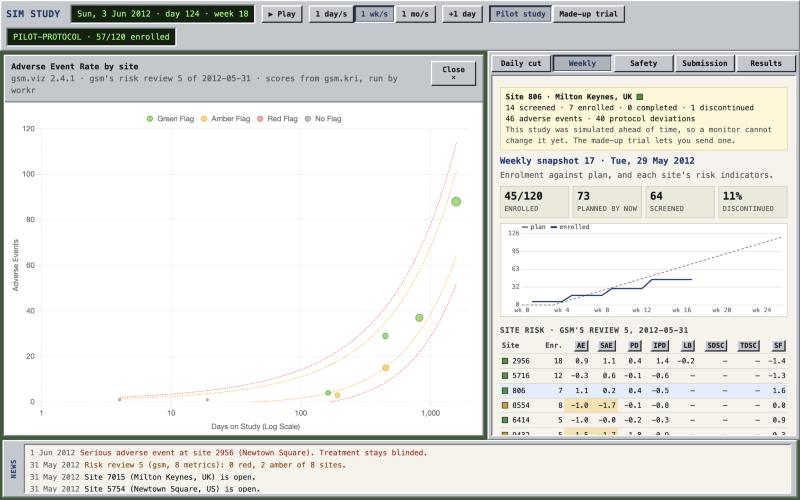 SIM STUDY
Sun, 3 Jun 2012 · day 124 · week 18
▶ Play
1 day/s
1 wk/s
1 mo/s
+1 day
Pilot study
Made-up trial
PILOT-PROTOCOL · 57/120 enrolled
Adverse Event Rate by site
gsm.viz 2.4.1 · gsm's risk review 5 of 2012-05-31 · scores from gsm.kri, run by
workr
Close
×
Green Flag
Amber Flag
Red Flag
No Flag
Adverse Events
120
100
80
60
40
20
0
1
10
100
1,000
Days on Study (Log Scale)
Daily cut
Weekly
Safety
Submission
Results
Site 806 · Milton Keynes, UK
14 screened · 7 enrolled · 0 completed · 1 discontinued
46 adverse events · 40 protocol deviations
This study was simulated ahead of time, so a monitor cannot
change it yet. The made-up trial lets you send one.
Weekly snapshot 17 · Tue, 29 May 2012
Enrolment against plan, and each site's risk indicators.
45/120
ENROLLED
73
PLANNED BY NOW
64
SCREENED
11%
DISCONTINUED
plan
enrolled
126
95
63
32
0
wk 0
wk 4
wk 8
wk 12
wk 16
wk 20
wk 24
SITE RISK · GSM'S REVIEW 5, 2012-05-31
Site Enr. AE SAE PD IPD LB SDSC TDSC SF
2956 18 0.9 1.1 0.4 1.4 −0.2 — — −1.4
5716 12 −0.3 0.6 −0.1 −0.6 — — −1.3
806 7 1.1 0.2 0.4 −0.5 — — 1.6
8554 8 −1.0 −1.7 −0.1 −0.8 — — 0.0
6414 5 −1.0 −0.0 −0.2 −0.3 — — 0.9
NEWS
1 Jun 2012 Serious adverse event at site 2956 (Newtown Square). Treatment stays blinded.
31 May 2012 Risk review 5 (gsm, 8 metrics): 0 red, 2 amber of 8 sites.
31 May 2012 Site 7015 (Milton Keynes, UK) is open.
31 May 2012 Site 5754 (Newtown Square, US) is open.